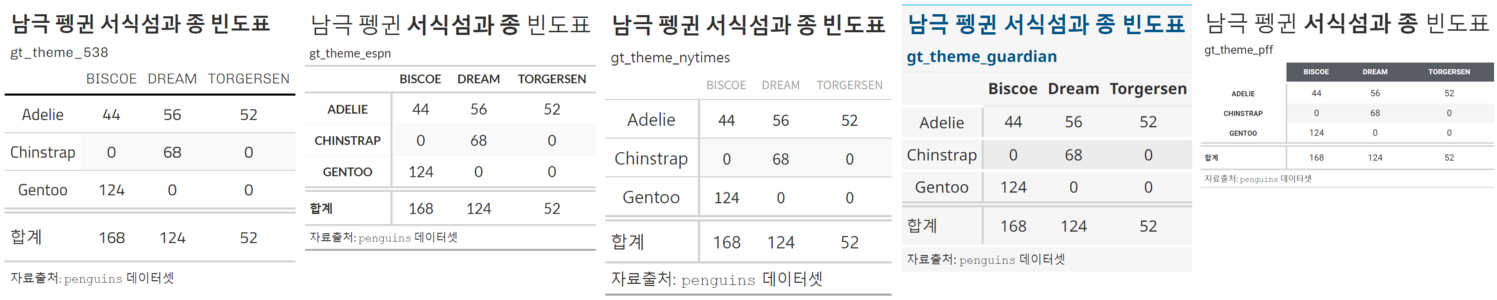 남극 펭귄 서식섬과 종 빈도표
gt_theme_538
BISCOE DREAM TORGERSEN
Adelie 44 56 52
Chinstrap 0 68 0
Gentoo 124 0 0
합계 168 124 52
자료출처: penguins 데이터셋
남극 펭귄 서식섬과 종 빈도표
gt_theme_espn
BISCOE DREAM TORGERSEN
ADELIE 44 56 52
CHINSTRAP 0 68 0
GENTOO 124 0 0
합계 168 124 52
자료출처: penguins 데이터셋
남극 펭귄 서식섬과 종 빈도표
gt_theme_nytimes
BISCOE DREAM TORGERSEN
Adelie 44 56 52
Chinstrap 0 68 0
Gentoo 124 0 0
합계 168 124 52
자료출처: penguins 데이터셋
남극 펭귄 서식섬과 종 빈도표
gt_theme_guardian
Biscoe Dream Torgersen
Adelie 44 56 52
Chinstrap 0 68 0
Gentoo 124 0 0
합계 168 124 52
자료출처: penguins 데이터셋
남극 펭귄 서식섬과 종 빈도표
gt_theme_pff
BISCOE DREAM TORGERSEN
ADELIE 44 56 52
CHINSTRAP 0 68 0
GENTOO 124 0 0
합계 168 124 52
자료출처: penguins 데이터셋